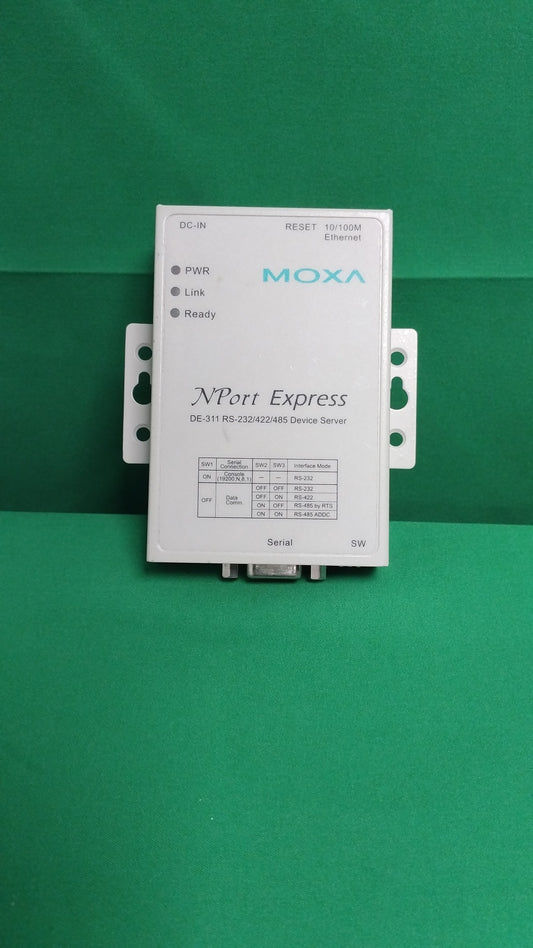 DC-IN RESET 10/100M
Ethernet
PWR
MOXA
Link
Ready
NPort Express
DE-311 RS-232/422/485 Device Server
SW1 Serial Connection SW2 SW3 Interface Mode
ON Console (19200,N,8,1) — — RS-232
OFF Data Comm. OFF OFF RS-232
OFF ON RS-422
ON OFF RS-485 by RTS
ON ON RS-485 ADDC
Serial SW